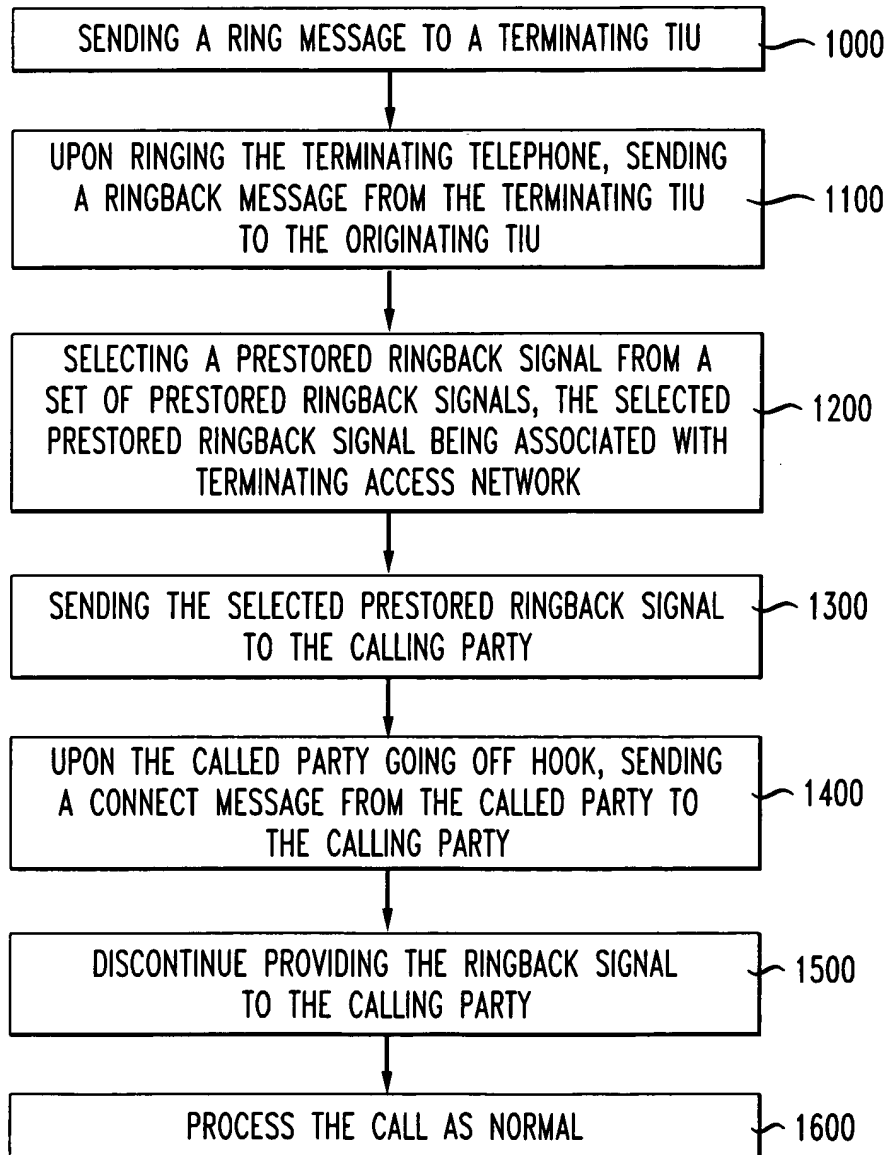 SENDING A RING MESSAGE TO A TERMINATING TIU
1000
UPON RINGING THE TERMINATING TELEPHONE, SENDING
A RINGBACK MESSAGE FROM THE TERMINATING TIU
TO THE ORIGINATING TIU
1100
SELECTING A PRESTORED RINGBACK SIGNAL FROM A
SET OF PRESTORED RINGBACK SIGNALS, THE SELECTED
PRESTORED RINGBACK SIGNAL BEING ASSOCIATED WITH
TERMINATING ACCESS NETWORK
1200
SENDING THE SELECTED PRESTORED RINGBACK SIGNAL
TO THE CALLING PARTY
1300
UPON THE CALLED PARTY GOING OFF HOOK, SENDING
A CONNECT MESSAGE FROM THE CALLED PARTY TO
THE CALLING PARTY
1400
DISCONTINUE PROVIDING THE RINGBACK SIGNAL
TO THE CALLING PARTY
1500
PROCESS THE CALL AS NORMAL
1600